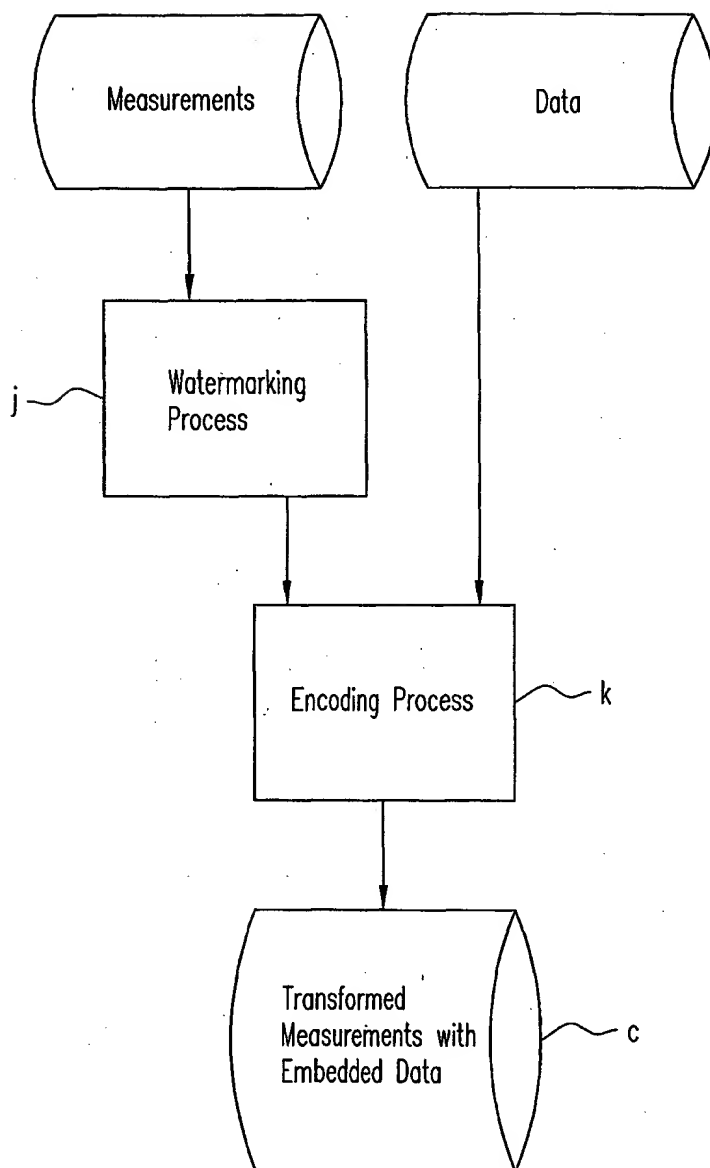 Measurements
Data
Watermarking
Process
j
Encoding Process
k
Transformed
Measurements with
Embedded Data
c